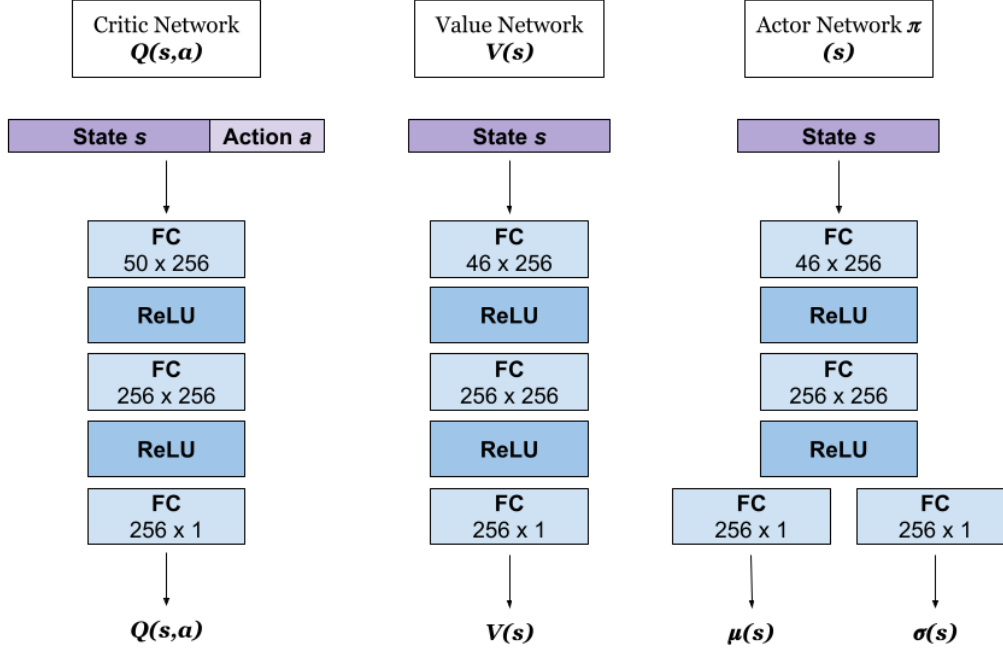 Critic Network
Q(s,a)
State s
Action a
FC
50 x 256
ReLU
FC
256 x 256
ReLU
FC
256 x 1
Q(s,a)
Value Network
V(s)
State s
FC
46 x 256
ReLU
FC
256 x 256
ReLU
FC
256 x 1
V(s)
Actor Network π
(s)
State s
FC
46 x 256
ReLU
FC
256 x 256
ReLU
FC
256 x 1
μ(s)
FC
256 x 1
σ(s)